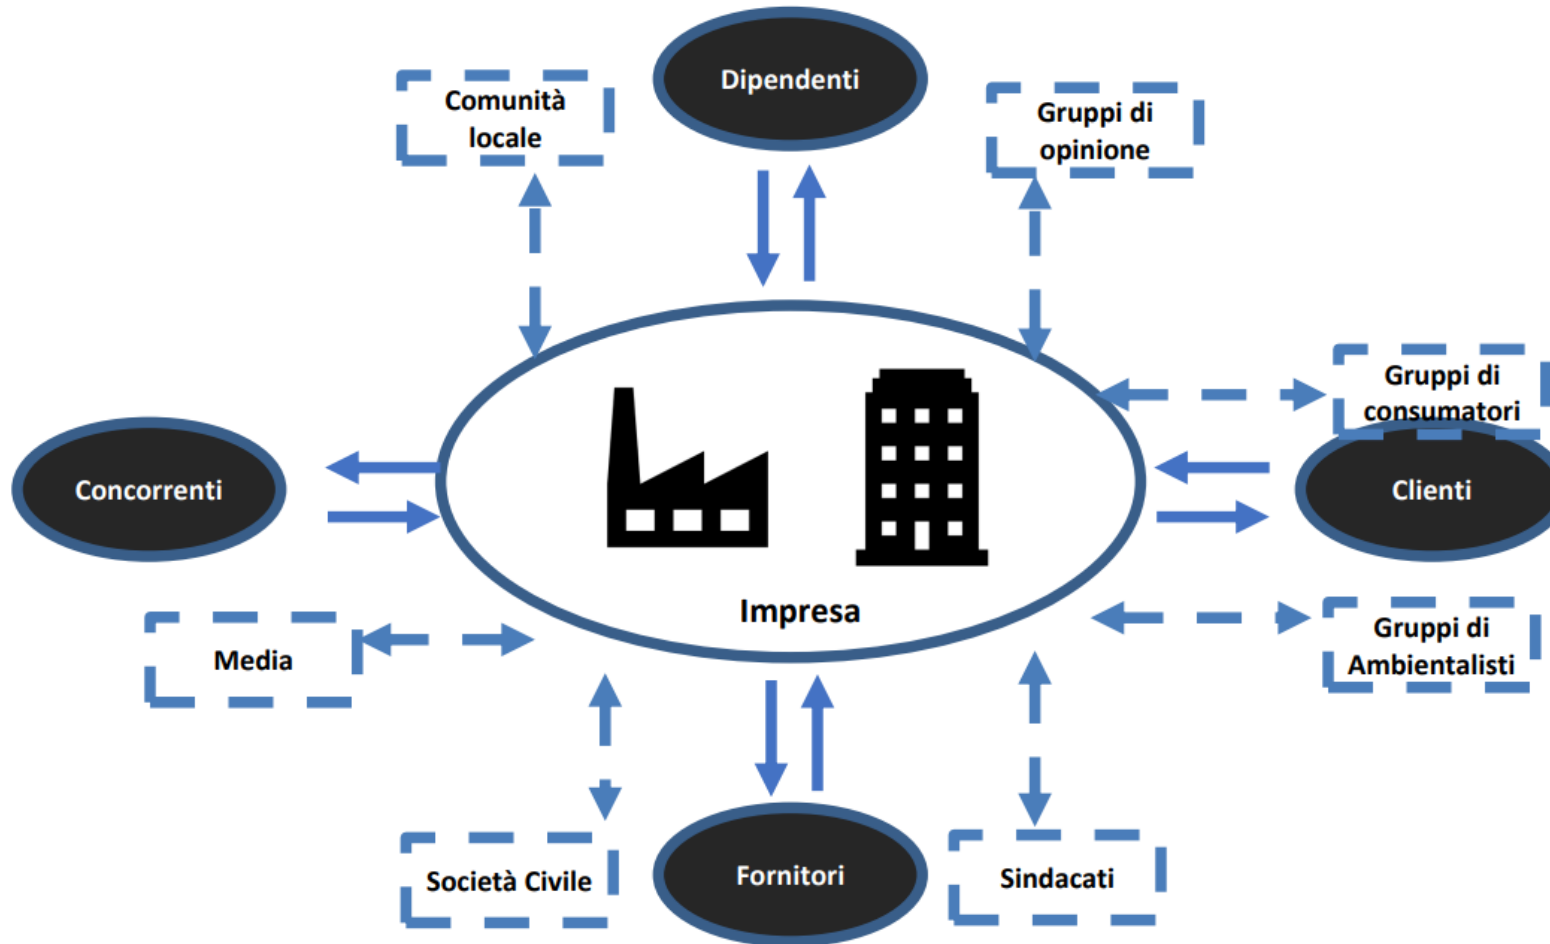 Dipendenti
Comunità
locale
Gruppi di
opinione
Gruppi di
consumatori
Concorrenti
Clienti
Impresa
Media
Gruppi di
Ambientalisti
Società Civile
Fornitori
Sindacati